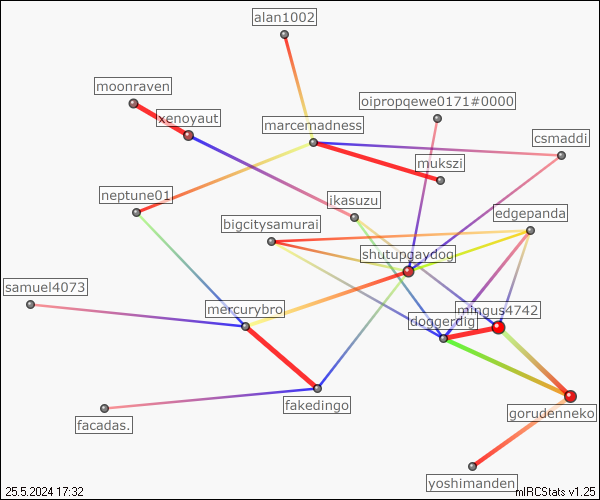 alan1002
moonraven
oipropqewe0171#0000
xenoyaut
marcemadness
csmaddi
mukszi
neptune01
ikasuzu
edgepanda
bigcitysamurai
shutupgaydog
samuel4073
mercurybro
mingus4742
doggerdig
fakedingo
facadas.
gorudenneko
yoshimanden
25.5.2024 17:32
mIRCStats v1.25